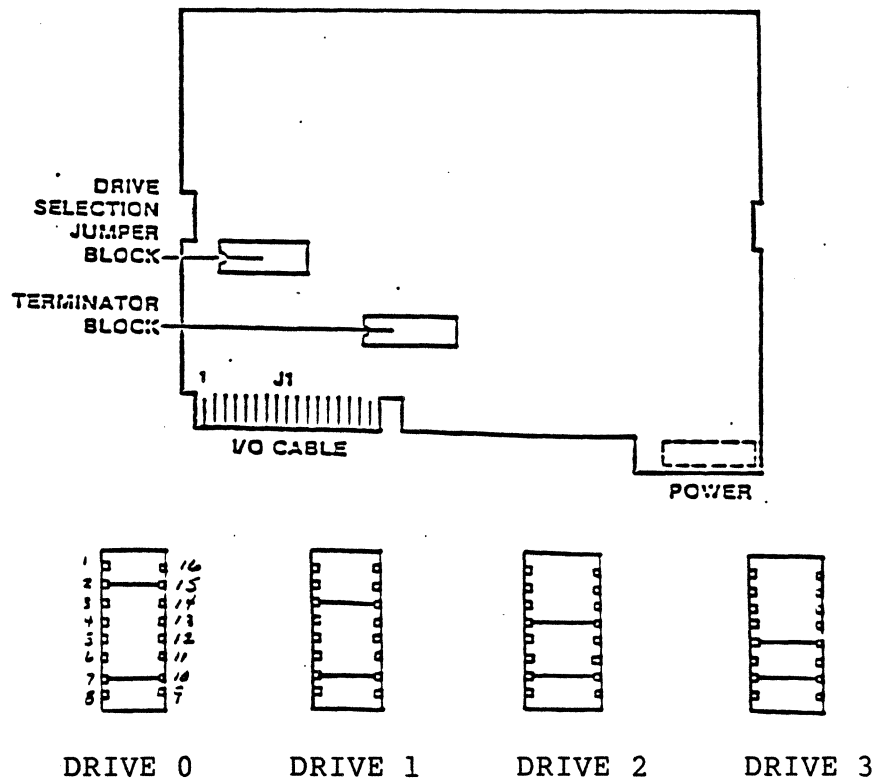 DRIVE
SELECTION
JUMPER
BLOCK
TERMINATOR
BLOCK
1 J1
I/O CABLE
POWER
1 16
2 15
3 14
4 13
5 12
6 11
7 10
8 9
DRIVE 0 DRIVE 1 DRIVE 2 DRIVE 3